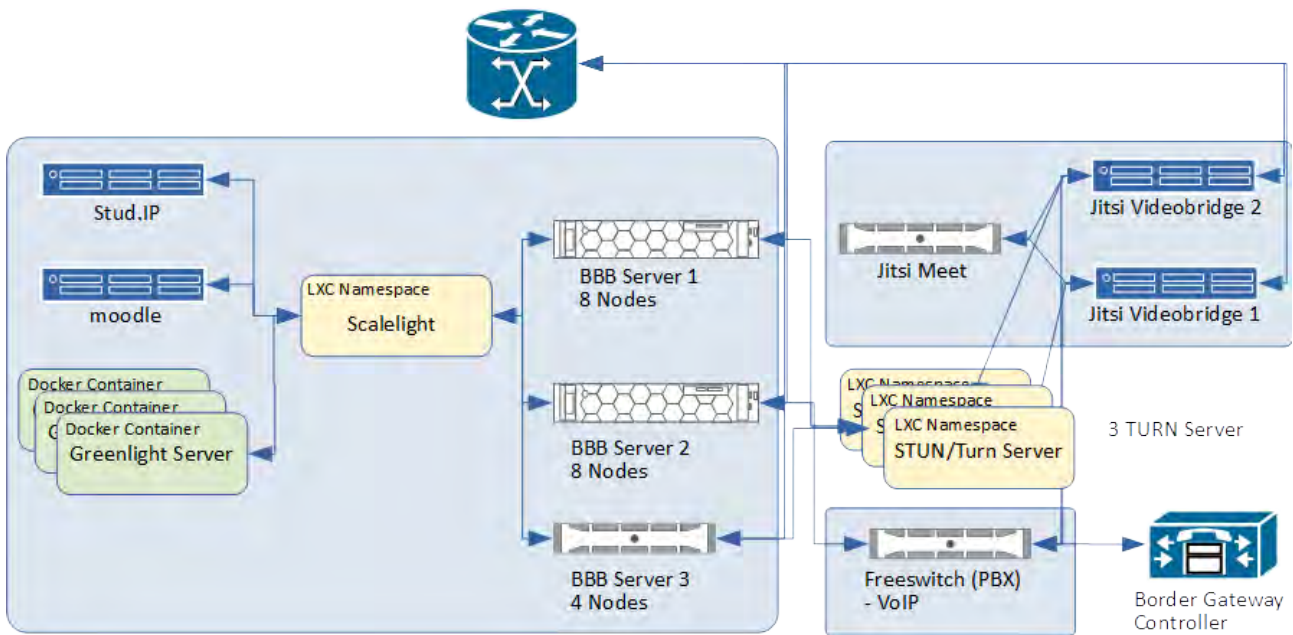 Stud.IP
moodle
Docker Container
Docker Container
Docker Container
Greenlight Server
LXC Namespace
Scalelight
BBB Server 1
8 Nodes
BBB Server 2
8 Nodes
BBB Server 3
4 Nodes
Jitsi Meet
Jitsi Videobridge 2
Jitsi Videobridge 1
LXC Namespace
LXC Namespace
LXC Namespace
STUN/Turn Server
3 TURN Server
Freeswitch (PBX)
- VoIP
Border Gateway
Controller